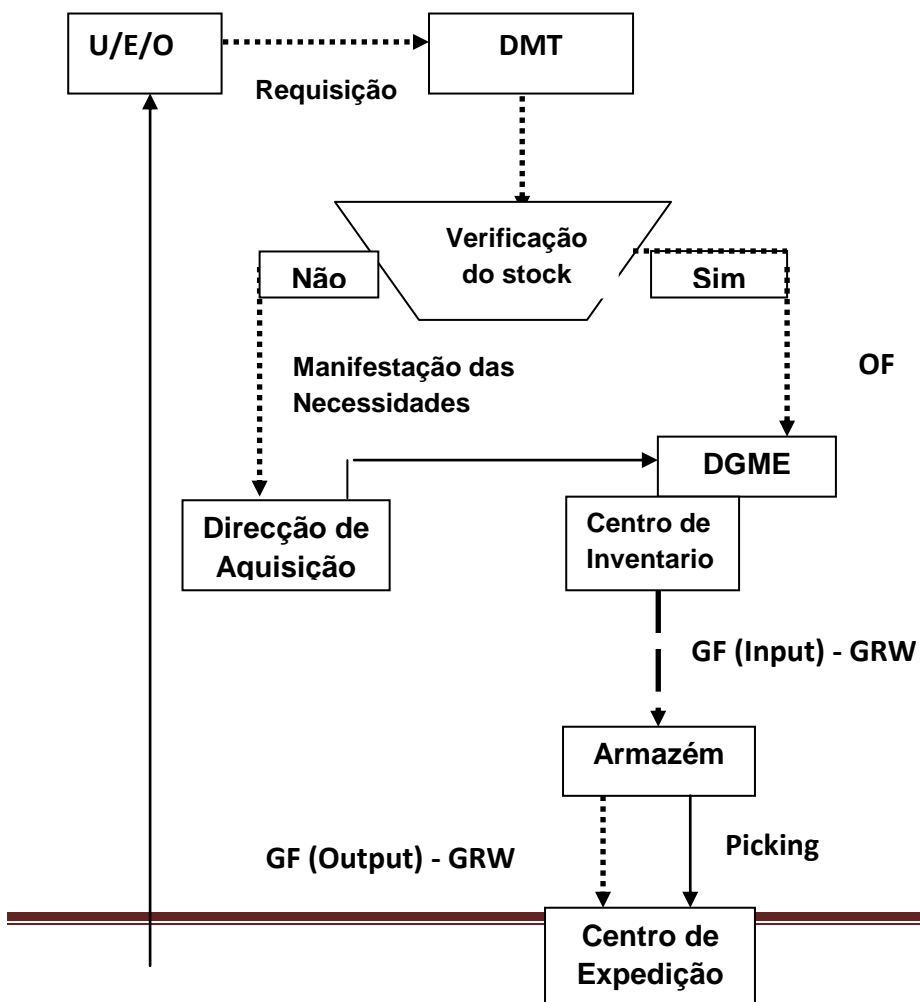 U/E/O
DMT
Requisição
Verificação
do stock
Não
Sim
Manifestação das
Necessidades
OF
DGME
Direcção de
Aquisição
Centro de
Inventario
GF (Input) - GRW
Armazém
GF (Output) - GRW
Picking
Centro de
Expedição